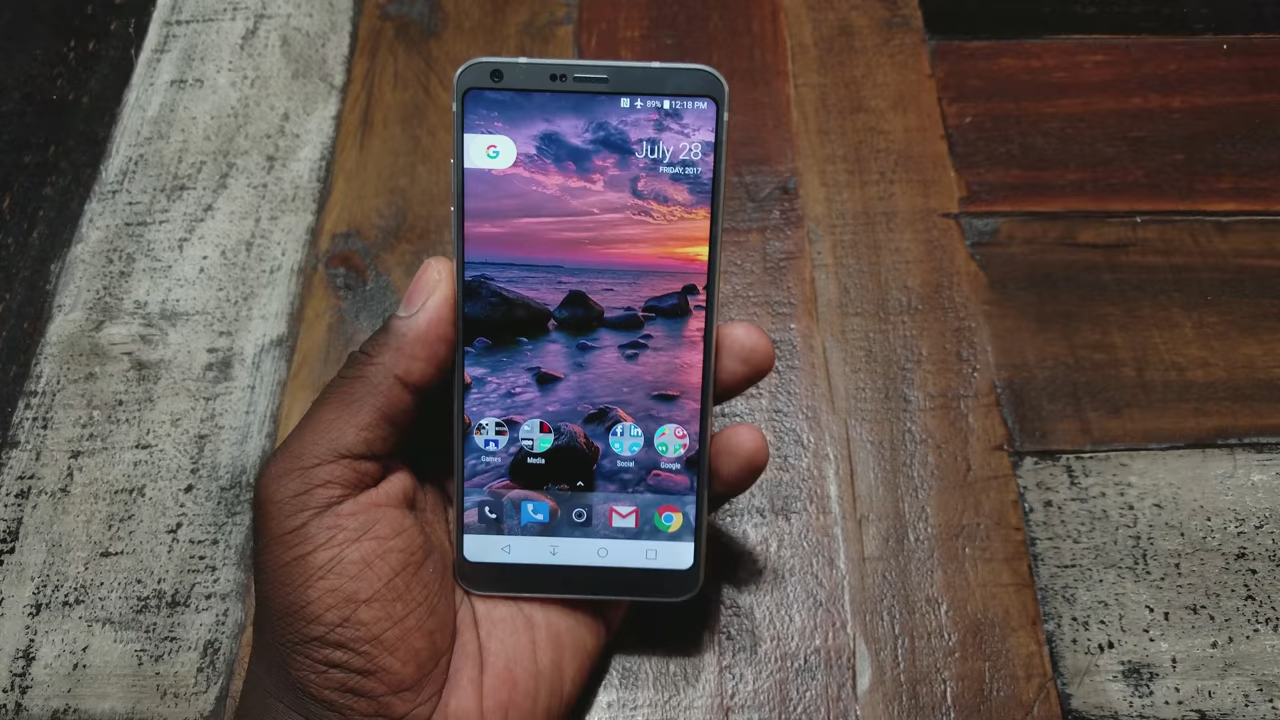 89% 12:18 PM
G
July 28
FRIDAY, 2017
Games
Media
Social
Google